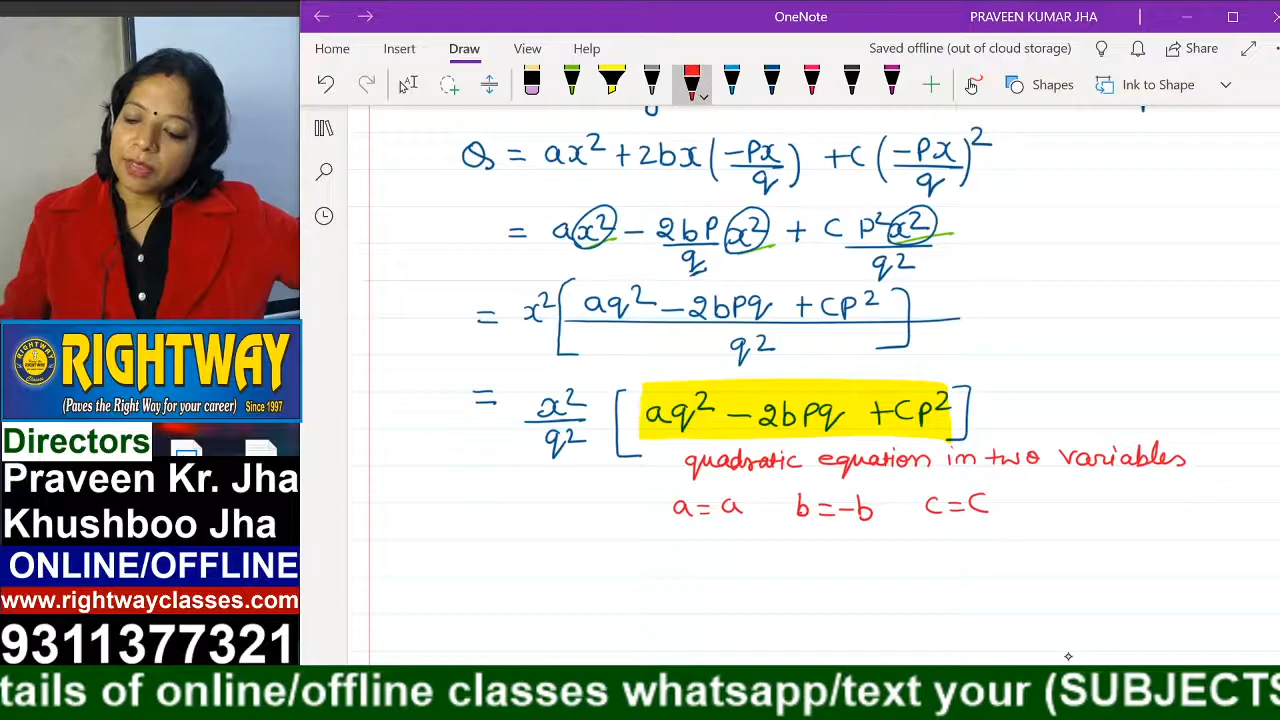 OneNote
PRAVEEN KUMAR JHA
Home Insert Draw View Help
Saved offline (out of cloud storage)
Share
Shapes
Ink to Shape
Q = ax² + 2bx (-px/q) + c (-px/q)²
= ax² - 2bp/q x² + c p²x²/q²
= x² [aq² - 2bpq + cp² / q²]
= x²/q² [aq² - 2bpq + cp²]
quadratic equation in two variables
a = a b = -b c = c
RIGHTWAY
(Paves the Right Way for your career) Since 1997
Directors
Praveen Kr. Jha
Khushboo Jha
ONLINE/OFFLINE
www.rightwayclasses.com
9311377321
tails of online/offline classes whatsapp/text your (SUBJECTS